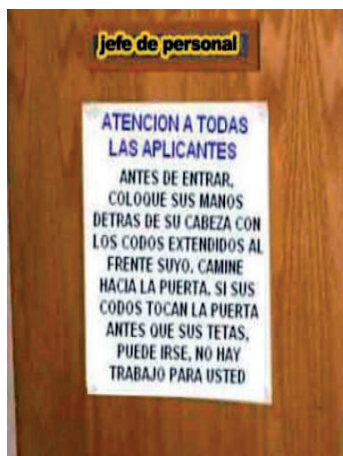 jefe de personal
ATENCION A TODAS
LAS APLICANTES
ANTES DE ENTRAR,
COLOQUE SUS MANOS
DETRAS DE SU CABEZA CON
LOS CODOS EXTENDIDOS AL
FRENTE SUYO. CAMINE
HACIA LA PUERTA. SI SUS
CODOS TOCAN LA PUERTA
ANTES QUE SUS TETAS,
PUEDE IRSE, NO HAY
TRABAJO PARA USTED